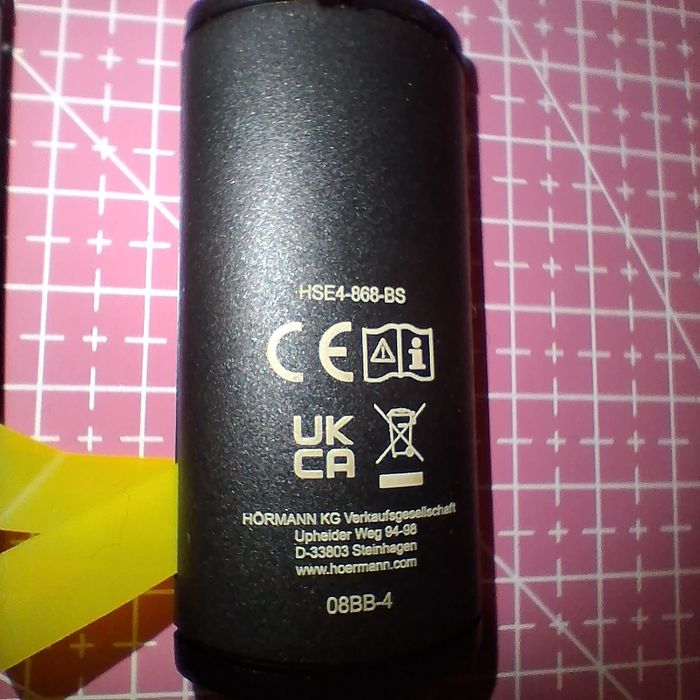 HSE4-868-BS
CE
UK
CA
HÖRMANN KG Verkaufsgesellschaft
Upheider Weg 94-98
D-33803 Steinhagen
www.hoermann.com
08BB-4